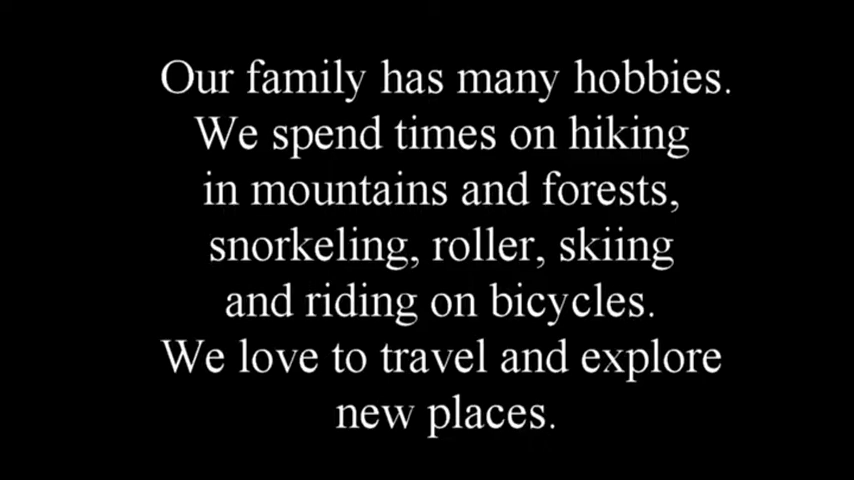 Our family has many hobbies.
We spend times on hiking
in mountains and forests,
snorkeling, roller, skiing
and riding on bicycles.
We love to travel and explore
new places.